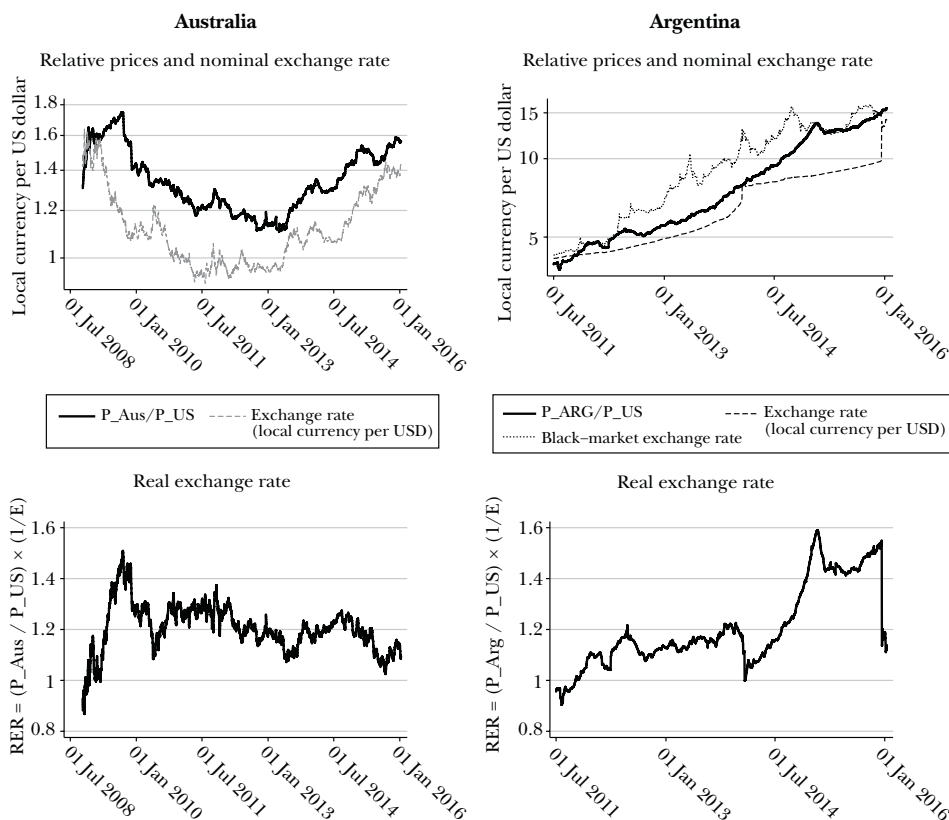 Australia
Relative prices and nominal exchange rate
Local currency per US dollar
1.8
1.6
1.4
1.2
1
01 Jul 2008
01 Jan 2010
01 Jul 2011
01 Jan 2013
01 Jul 2014
01 Jan 2016
P_Aus/P_US
Exchange rate
(local currency per USD)
Argentina
Relative prices and nominal exchange rate
Local currency per US dollar
15
10
5
01 Jul 2011
01 Jan 2013
01 Jul 2014
01 Jan 2016
P_ARG/P_US
Exchange rate
(local currency per USD)
Black–market exchange rate
Real exchange rate
RER = (P_Aus / P_US) × (1/E)
1.6
1.4
1.2
1
0.8
01 Jul 2008
01 Jan 2010
01 Jul 2011
01 Jan 2013
01 Jul 2014
01 Jan 2016
Real exchange rate
RER = (P_Arg / P_US) × (1/E)
1.6
1.4
1.2
1
0.8
01 Jul 2011
01 Jan 2013
01 Jul 2014
01 Jan 2016